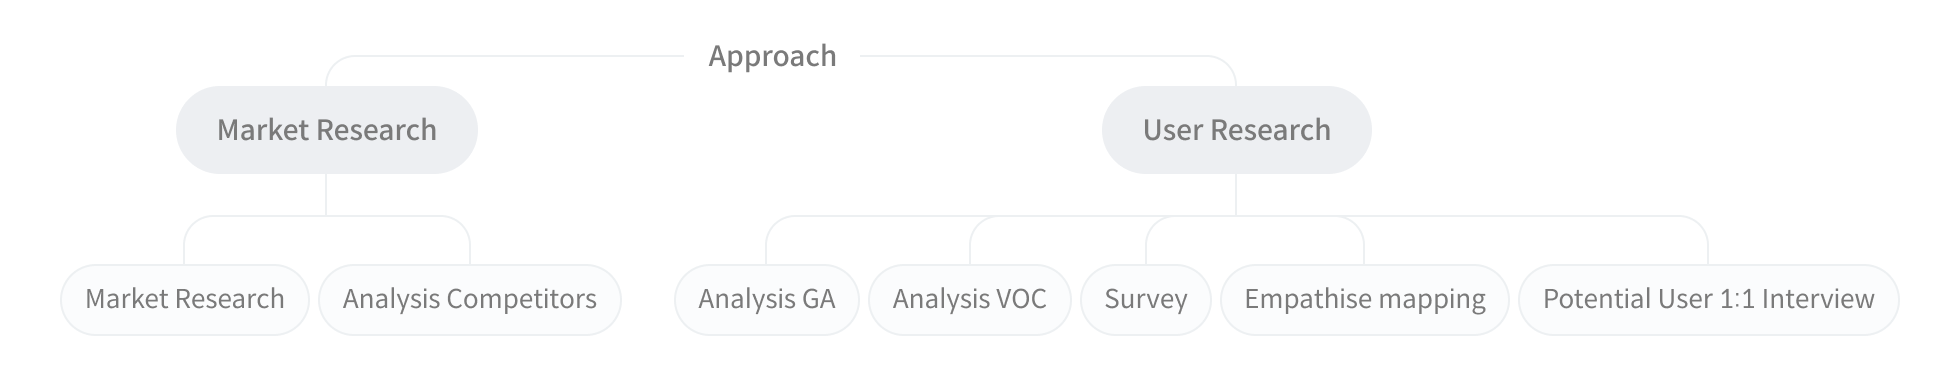 Approach
Market Research
User Research
Market Research
Analysis Competitors
Analysis GA
Analysis VOC
Survey
Empathise mapping
Potential User 1:1 Interview